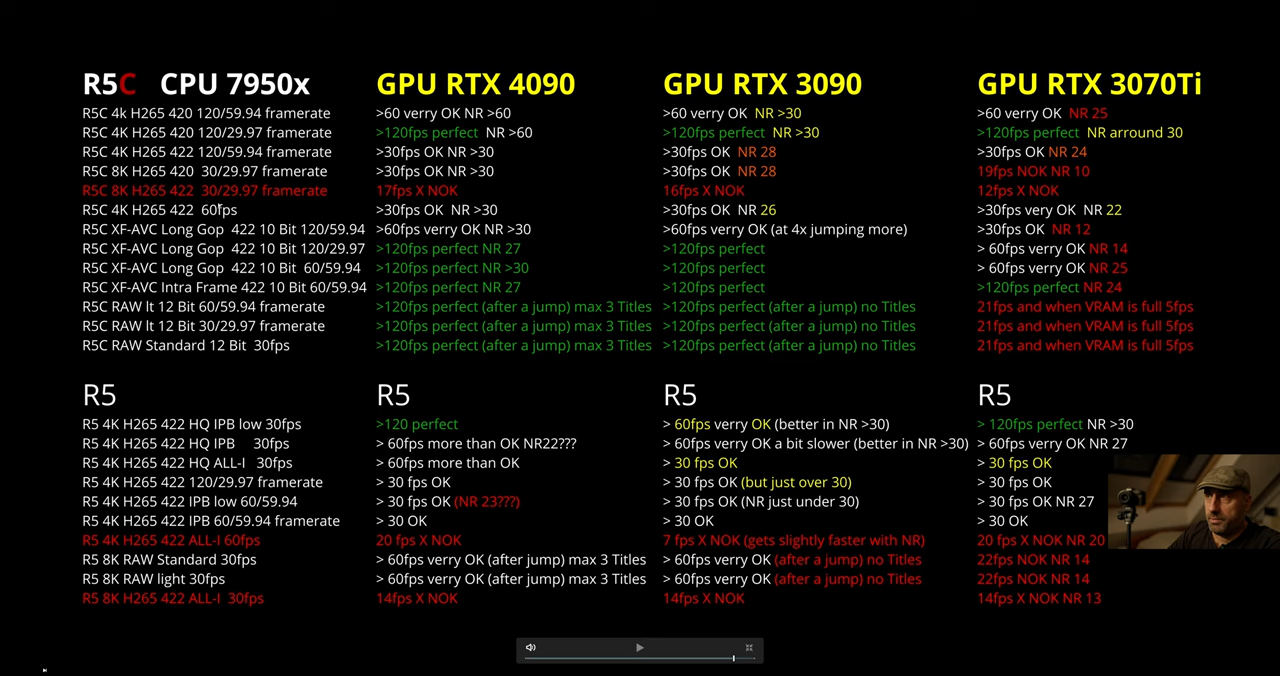 R5C CPU 7950x
R5C 4k H265 420 120/59.94 framerate
R5C 4K H265 420 120/29.97 framerate
R5C 4K H265 422 120/59.94 framerate
R5C 8K H265 420 30/29.97 framerate
R5C 8K H265 422 30/29.97 framerate
R5C 4K H265 422 60fps
R5C XF-AVC Long Gop 422 10 Bit 120/59.94
R5C XF-AVC Long Gop 422 10 Bit 120/29.97
R5C XF-AVC Long Gop 422 10 Bit 60/59.94
R5C XF-AVC Intra Frame 422 10 Bit 60/59.94
R5C RAW lt 12 Bit 60/59.94 framerate
R5C RAW lt 12 Bit 30/29.97 framerate
R5C RAW Standard 12 Bit 30fps
GPU RTX 4090
>60 verry OK NR >60
>120fps perfect NR >60
>30fps OK NR >30
>30fps OK NR >30
17fps X NOK
>30fps OK NR >30
>60fps verry OK NR >30
>120fps perfect NR 27
>120fps perfect NR >30
>120fps perfect NR 27
>120fps perfect (after a jump) max 3 Titles
>120fps perfect (after a jump) max 3 Titles
>120fps perfect (after a jump) max 3 Titles
GPU RTX 3090
>60 verry OK NR >30
>120fps perfect NR >30
>30fps OK NR 28
>30fps OK NR 28
16fps X NOK
>30fps OK NR 26
>60fps verry OK (at 4x jumping more)
>120fps perfect
>120fps perfect
>120fps perfect
>120fps perfect (after a jump) no Titles
>120fps perfect (after a jump) no Titles
>120fps perfect (after a jump) no Titles
GPU RTX 3070Ti
>60 verry OK NR 25
>120fps perfect NR arround 30
>30fps OK NR 24
19fps NOK NR 10
12fps X NOK
>30fps very OK NR 22
>30fps OK NR 12
> 60fps verry OK NR 14
> 60fps verry OK NR 25
>120fps perfect NR 24
21fps and when VRAM is full 5fps
21fps and when VRAM is full 5fps
21fps and when VRAM is full 5fps
R5
R5 4K H265 422 HQ IPB low 30fps
R5 4K H265 422 HQ IPB 30fps
R5 4K H265 422 HQ ALL-I 30fps
R5 4K H265 422 120/29.97 framerate
R5 4K H265 422 IPB low 60/59.94
R5 4K H265 422 IPB 60/59.94 framerate
R5 4K H265 422 ALL-I 60fps
R5 8K RAW Standard 30fps
R5 8K RAW light 30fps
R5 8K H265 422 ALL-I 30fps
R5
>120 perfect
> 60fps more than OK NR22???
> 60fps more than OK
> 30 fps OK
> 30 fps OK (NR 23???)
> 30 OK
20 fps X NOK
> 60fps verry OK (after jump) max 3 Titles
> 60fps verry OK (after jump) max 3 Titles
14fps X NOK
R5
> 60fps verry OK (better in NR >30)
> 60fps verry OK a bit slower (better in NR >30)
> 30 fps OK
> 30 fps OK (but just over 30)
> 30 fps OK (NR just under 30)
> 30 OK
7 fps X NOK (gets slightly faster with NR)
> 60fps verry OK (after a jump) no Titles
> 60fps verry OK (after a jump) no Titles
14fps X NOK
R5
> 120fps perfect NR >30
> 60fps verry OK NR 27
> 30 fps OK
> 30 fps OK
> 30 fps OK NR 27
> 30 OK
20 fps X NOK NR 20
22fps NOK NR 14
22fps NOK NR 14
14fps X NOK NR 13